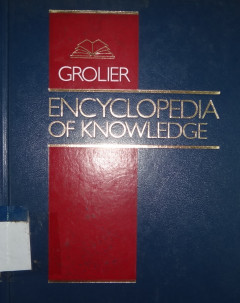 GROLIER
ENCYCLOPEDIA
OF KNOWLEDGE